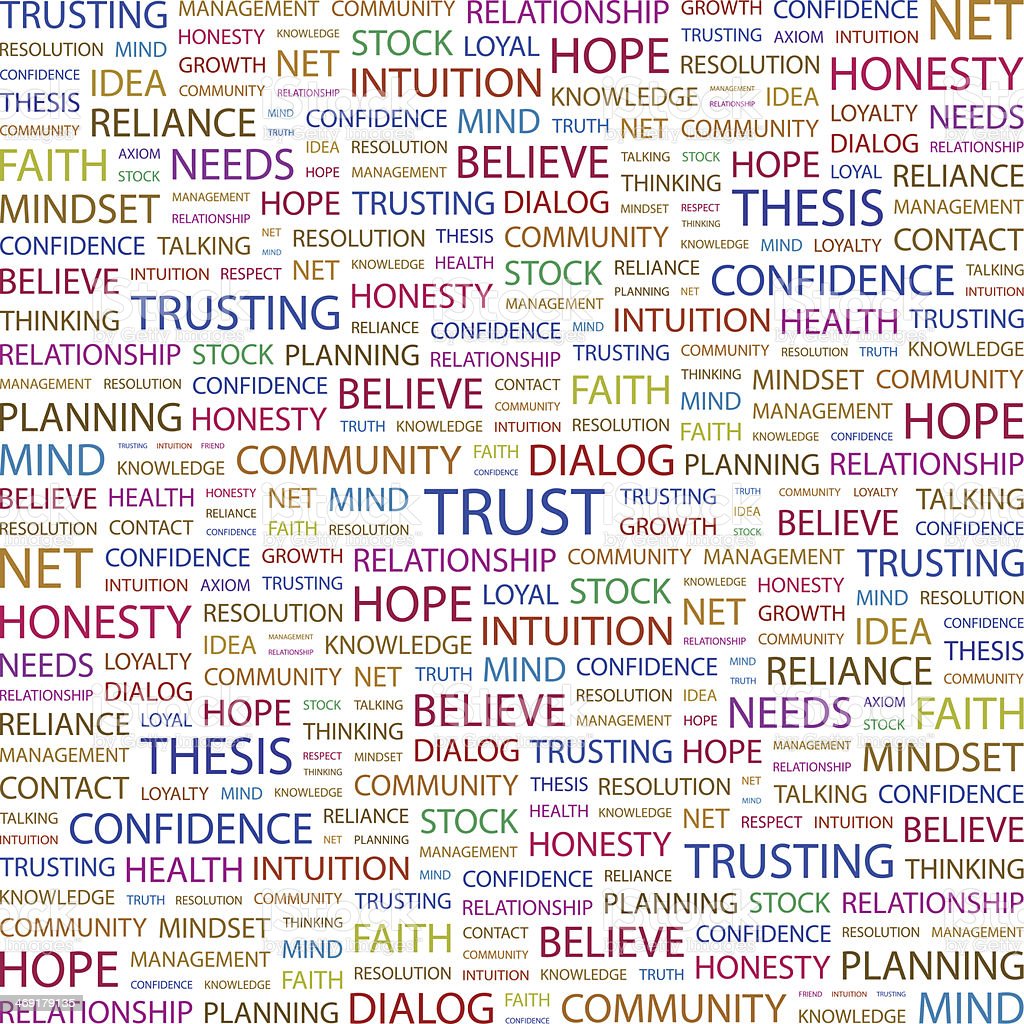 TRUSTING MANAGEMENT COMMUNITY RELATIONSHIP GROWTH LOYALTY NET
RESOLUTION MIND HONESTY KNOWLEDGE STOCK LOYAL HOPE TRUSTING AXIOM INTUITION
CONFIDENCE IDEA GROWTH NET INTUITION RESOLUTION HONESTY
THESIS COMMUNITY RELATIONSHIP KNOWLEDGE MANAGEMENT RELATIONSHIP IDEA LOYALTY NEEDS
COMMUNITY RELIANCE MIND TRUTH CONFIDENCE MIND TRUTH NET COMMUNITY DIALOG RELATIONSHIP
FAITH AXIOM STOCK NEEDS IDEA HOPE RESOLUTION MANAGEMENT BELIEVE TALKING STOCK HOPE LOYAL RELIANCE
MINDSET MANAGEMENT RELATIONSHIP HOPE TRUSTING DIALOG THINKING MINDSET RESPECT THINKING THESIS MANAGEMENT
CONFIDENCE TALKING NET MIND RESOLUTION THESIS COMMUNITY KNOWLEDGE MIND LOYALTY CONTACT
BELIEVE INTUITION RESPECT NET KNOWLEDGE HEALTH STOCK RELIANCE PLANNING NET CONFIDENCE TALKING INTUITION
THINKING TRUSTING HONESTY RELIANCE CONFIDENCE MANAGEMENT MIND INTUITION HEALTH TRUSTING
RELATIONSHIP STOCK PLANNING RELATIONSHIP TRUSTING COMMUNITY RESOLUTION TRUTH KNOWLEDGE
MANAGEMENT RESOLUTION CONFIDENCE BELIEVE CONTACT COMMUNITY FAITH THINKING MINDSET COMMUNITY
PLANNING HONESTY TRUTH KNOWLEDGE INTUITION RESOLUTION MIND FAITH MANAGEMENT KNOWLEDGE CONFIDENCE HOPE
MIND TRUSTING INTUITION FRIEND KNOWLEDGE COMMUNITY FAITH CONFIDENCE DIALOG PLANNING RELATIONSHIP
BELIEVE HEALTH HONESTY RELIANCE NET MIND TRUST TRUSTING TRUTH IDEA COMMUNITY LOYALTY TALKING
RESOLUTION CONTACT CONFIDENCE FAITH RESOLUTION GROWTH STOCK BELIEVE CONFIDENCE
NET CONFIDENCE GROWTH RELATIONSHIP COMMUNITY MANAGEMENT TRUSTING
INTUITION AXIOM TRUSTING HOPE LOYAL STOCK KNOWLEDGE HONESTY MIND RESOLUTION
HONESTY RESOLUTION INTUITION NET RELATIONSHIP GROWTH COMMUNITY IDEA CONFIDENCE
IDEA MANAGEMENT RELATIONSHIP KNOWLEDGE THESIS
NEEDS LOYALTY COMMUNITY NET TRUTH MIND CONFIDENCE MIND TRUTH RELIANCE COMMUNITY
RELATIONSHIP DIALOG
RELIANCE LOYAL HOPE STOCK TALKING BELIEVE RESOLUTION MANAGEMENT IDEA HOPE NEEDS AXIOM STOCK FAITH
MANAGEMENT THESIS RESPECT THINKING THINKING DIALOG TRUSTING HOPE MANAGEMENT RELATIONSHIP MINDSET
CONTACT LOYALTY MIND KNOWLEDGE COMMUNITY THESIS RESOLUTION NET MIND TALKING CONFIDENCE
TALKING INTUITION CONFIDENCE RELIANCE NET PLANNING STOCK HEALTH KNOWLEDGE NET RESPECT INTUITION BELIEVE
TRUSTING HEALTH INTUITION MANAGEMENT MIND HONESTY CONFIDENCE RELIANCE TRUSTING THINKING
KNOWLEDGE TRUTH RESOLUTION COMMUNITY TRUSTING RELATIONSHIP PLANNING STOCK RELATIONSHIP
COMMUNITY MINDSET THINKING MIND FAITH CONTACT COMMUNITY BELIEVE CONFIDENCE RESOLUTION MANAGEMENT
HOPE KNOWLEDGE CONFIDENCE MANAGEMENT FAITH RESOLUTION INTUITION KNOWLEDGE TRUTH HONESTY PLANNING
RELATIONSHIP PLANNING DIALOG FAITH CONFIDENCE COMMUNITY FRIEND INTUITION TRUSTING KNOWLEDGE MIND
iStock
by Getty Images
469179135